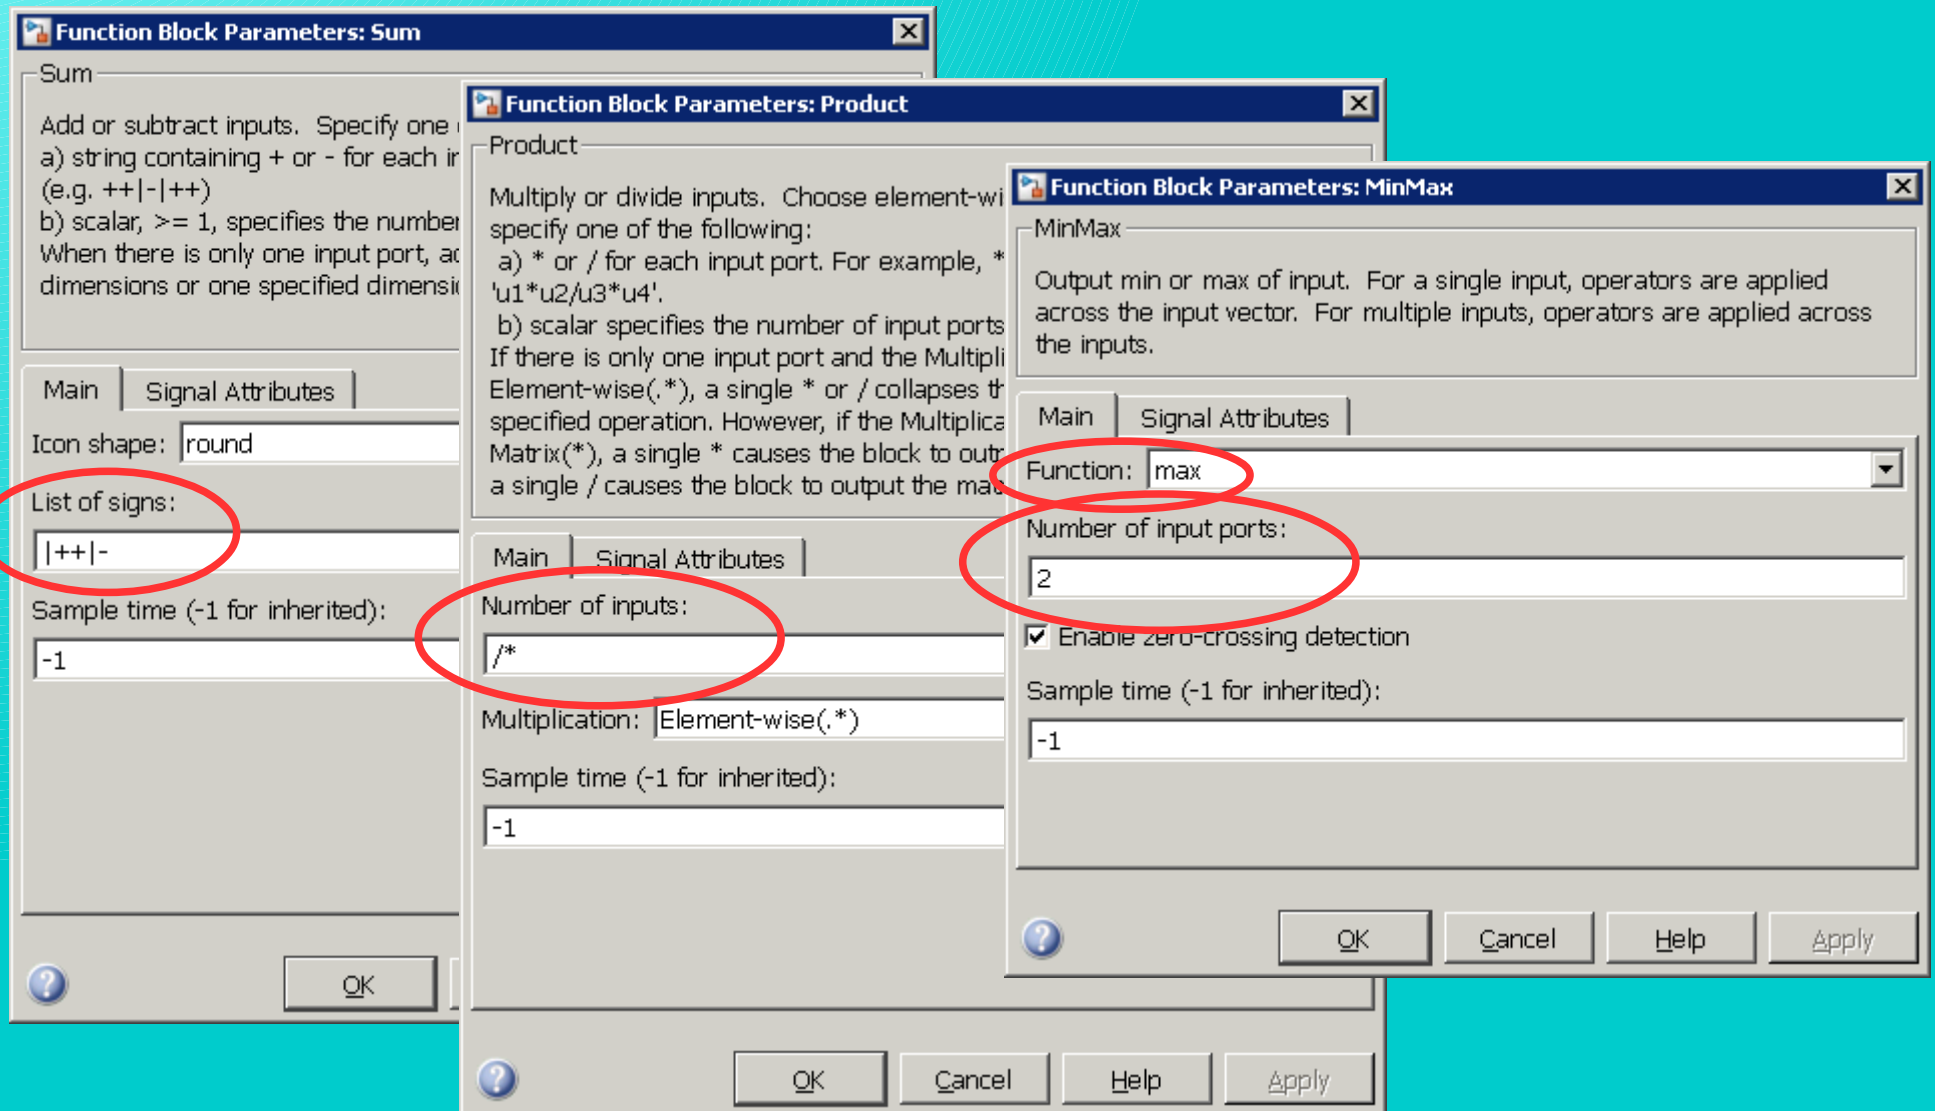 Function Block Parameters: Sum
Sum
Add or subtract inputs.  Specify one
a) string containing + or - for each
(e.g. ++|-|++)
b) scalar, >= 1, specifies the number
When there is only one input port,
dimensions or one specified
Main
Signal Attributes
Icon shape:
round
List of signs:
|++|-
Sample time (-1 for inherited):
-1
OK
Function Block Parameters: Product
Product
Multiply or divide inputs.  Choose
specify one of the following:
a) * or / for each input port. For example, *
'u1*u2/u3*u4'.
b) scalar specifies the number of input ports
If there is only one input port and the
Element-wise(.*), a single * or / collapses
specified operation. However, if the
Matrix(*), a single * causes the block to
a single / causes the block to output the
Main
Signal Attributes
Number of inputs:
/*
Multiplication:
Element-wise(.*)
Sample time (-1 for inherited):
-1
OK
Cancel
Help
Apply
Function Block Parameters: MinMax
MinMax
Output min or max of input.  For a single input, operators are applied
across the input vector.  For multiple inputs, operators are applied across
the inputs.
Main
Signal Attributes
Function:
max
Number of input ports:
2
Enable zero-crossing detection
Sample time (-1 for inherited):
-1
OK
Cancel
Help
Apply